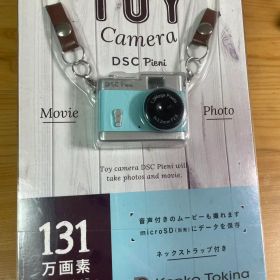 TOY
Camera
DSC Pieni
DSC Pieni
Movie
Photo
Toy camera DSC Pieni will
take photos and movie.
音声付きのムービーも撮れます
microSD(別売)にデータを保存
ネックストラップ付き
131
万画素
Kenko Tokina